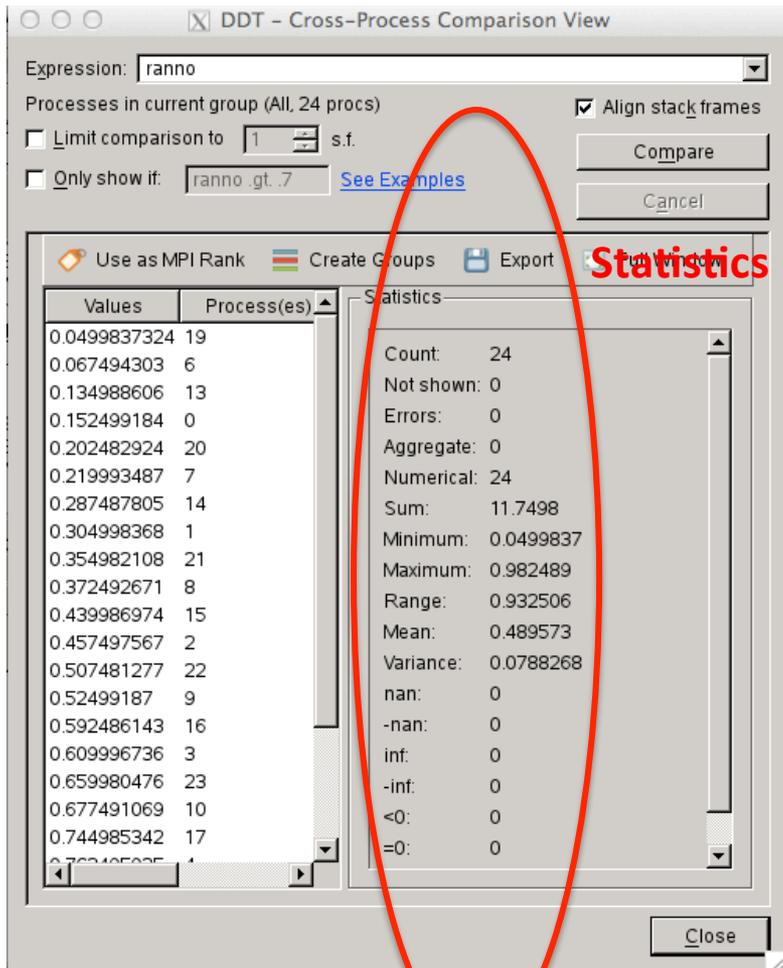 DDT - Cross-Process Comparison View
Expression: ranno
Processes in current group (All, 24 procs)
Align stack frames
Limit comparison to 1 s.f.
Compare
Only show if: ranno .gt. .7 See Examples
Cancel
Use as MPI Rank Create Groups Export Full Window
Statistics
Values Process(es)
Statistics
0.0499837324 19
0.067494303 6
0.134988606 13
0.152499184 0
0.202482924 20
0.219993487 7
0.287487805 14
0.304998368 1
0.354982108 21
0.372492671 8
0.439986974 15
0.457497567 2
0.507481277 22
0.52499187 9
0.592486143 16
0.609996736 3
0.659980476 23
0.677491069 10
0.744985342 17
Count: 24
Not shown: 0
Errors: 0
Aggregate: 0
Numerical: 24
Sum: 11.7498
Minimum: 0.0499837
Maximum: 0.982489
Range: 0.932506
Mean: 0.489573
Variance: 0.0788268
nan: 0
-nan: 0
inf: 0
-inf: 0
<0: 0
=0: 0
Close